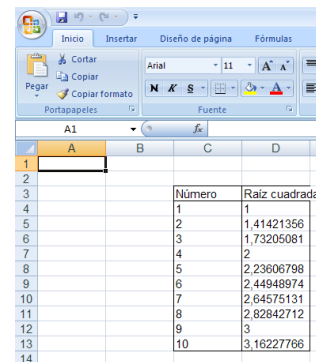 Inicio Insertar Diseño de página Fórmulas
Cortar
Copiar
Copiar formato
Pegar
Arial 11 A A
N K S A
Portapapeles Fuente
A1 fx
A B C D
1
2
3 Número Raíz cuadrada
4 1 1
5 2 1,41421356
6 3 1,73205081
7 4 2
8 5 2,23606798
9 6 2,44948974
10 7 2,64575131
11 8 2,82842712
12 9 3
13 10 3,16227766
14